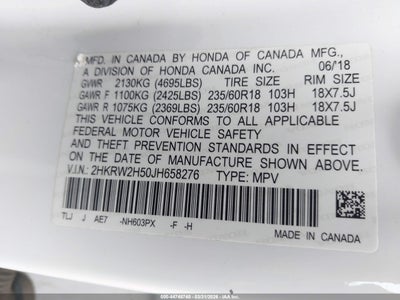 MFD. IN CANADA BY HONDA OF CANADA MFG.,
A DIVISION OF HONDA CANADA INC. 06/18
GVWR 2130KG (4695LBS) TIRE SIZE RIM SIZE
GAWR F 1100KG (2425LBS) 235/60R18 103H 18X7.5J
GAWR R 1075KG (2369LBS) 235/60R18 103H 18X7.5J
THIS VEHICLE CONFORMS TO ALL APPLICABLE
FEDERAL MOTOR VEHICLE SAFETY
AND THEFT PREVENTION STANDARDS IN EFFECT
ON THE DATE OF MANUFACTURE SHOWN ABOVE.
V.I.N.: 2HKRW2H50JH658276 TYPE: MPV
TLJ J AE7 -NH603PX -F -H
MADE IN CANADA